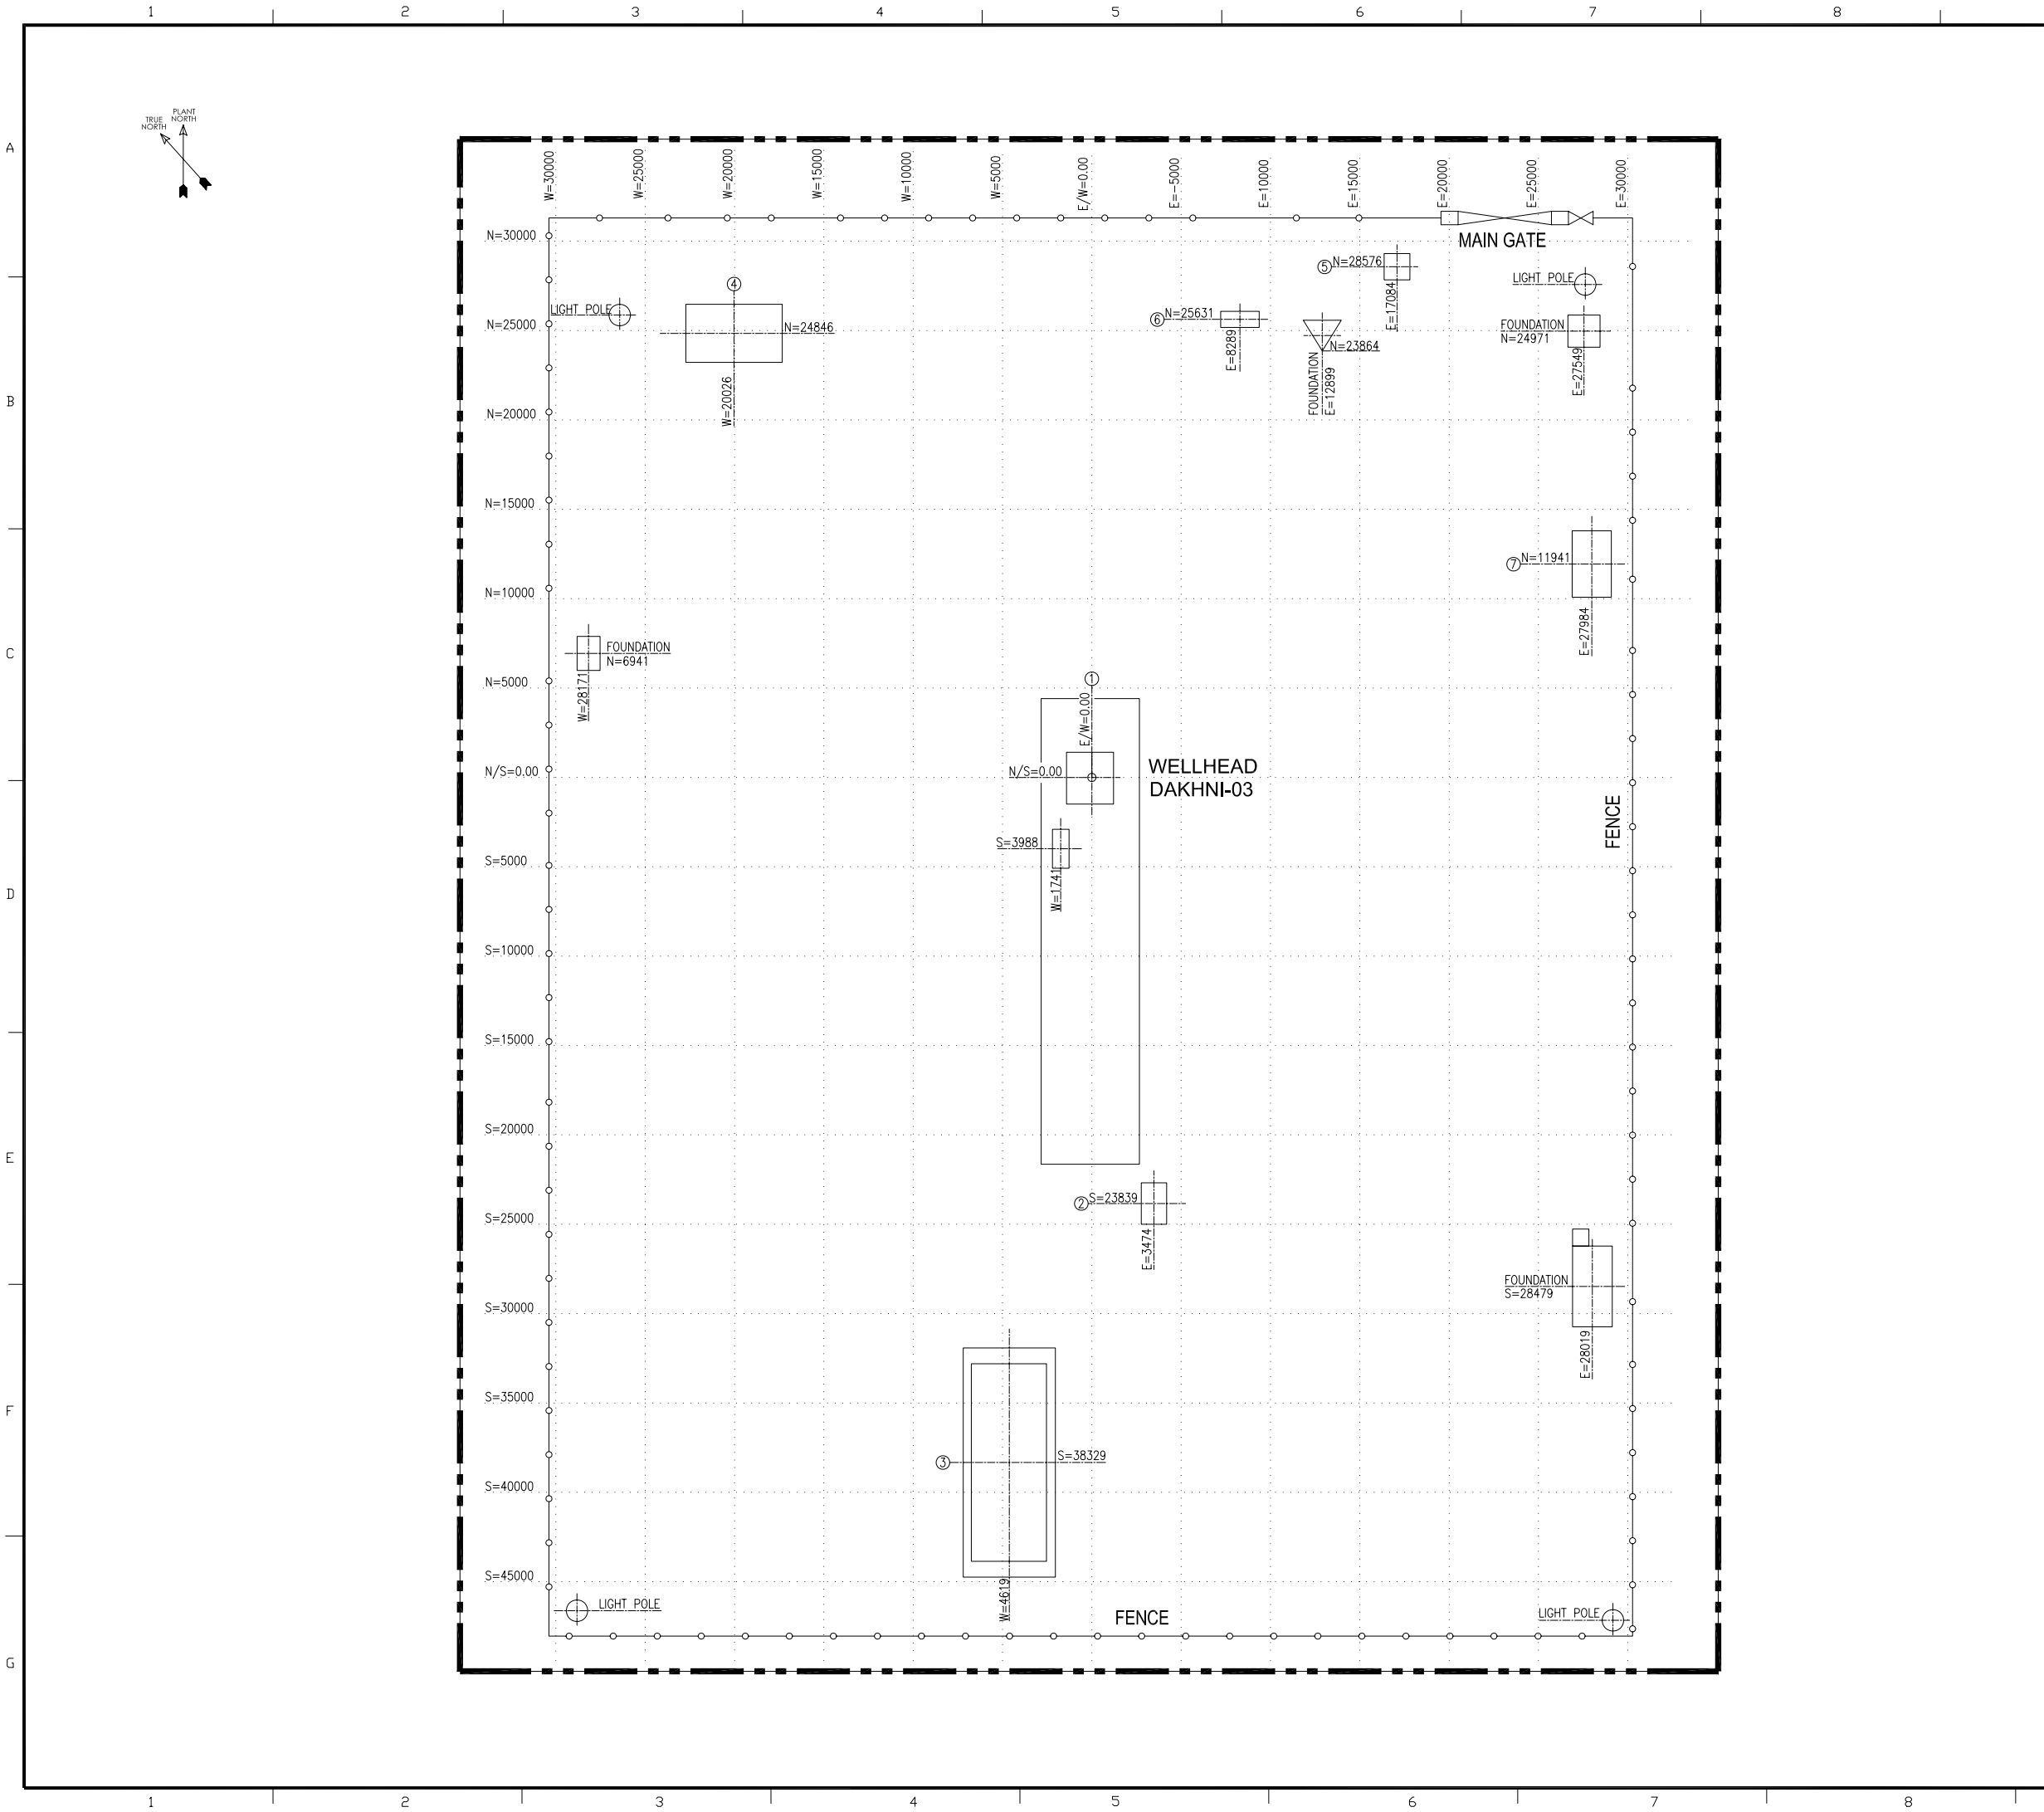 1 2 3 4 5 6 7 8
A
B
C
D
E
F
G
TRUE NORTH
PLANT NORTH
W=30000
W=25000
W=20000
W=15000
W=10000
W=5000
E/W=0.00
E=-5000
E=10000
E=15000
E=20000
E=25000
E=30000
N=30000
N=25000
N=20000
N=15000
N=10000
N=5000
N/S=0.00
S=5000
S=10000
S=15000
S=20000
S=25000
S=30000
S=35000
S=40000
S=45000
MAIN GATE
LIGHT POLE
4
N=24846
W=20026
5
N=28576
E=17084
6
N=25631
E=8289
N=23864
FOUNDATION
E=12899
LIGHT POLE
FOUNDATION
N=24971
E=27549
7
N=11941
E=27984
FOUNDATION
N=6941
W=28171
1
E/W=0.00
N/S=0.00
WELLHEAD
DAKHNI-03
FENCE
S=3988
W=1741
2
S=23839
E=3474
FOUNDATION
S=28479
E=28019
3
S=38329
W=4619
LIGHT POLE
FENCE
LIGHT POLE
1 2 3 4 5 6 7 8